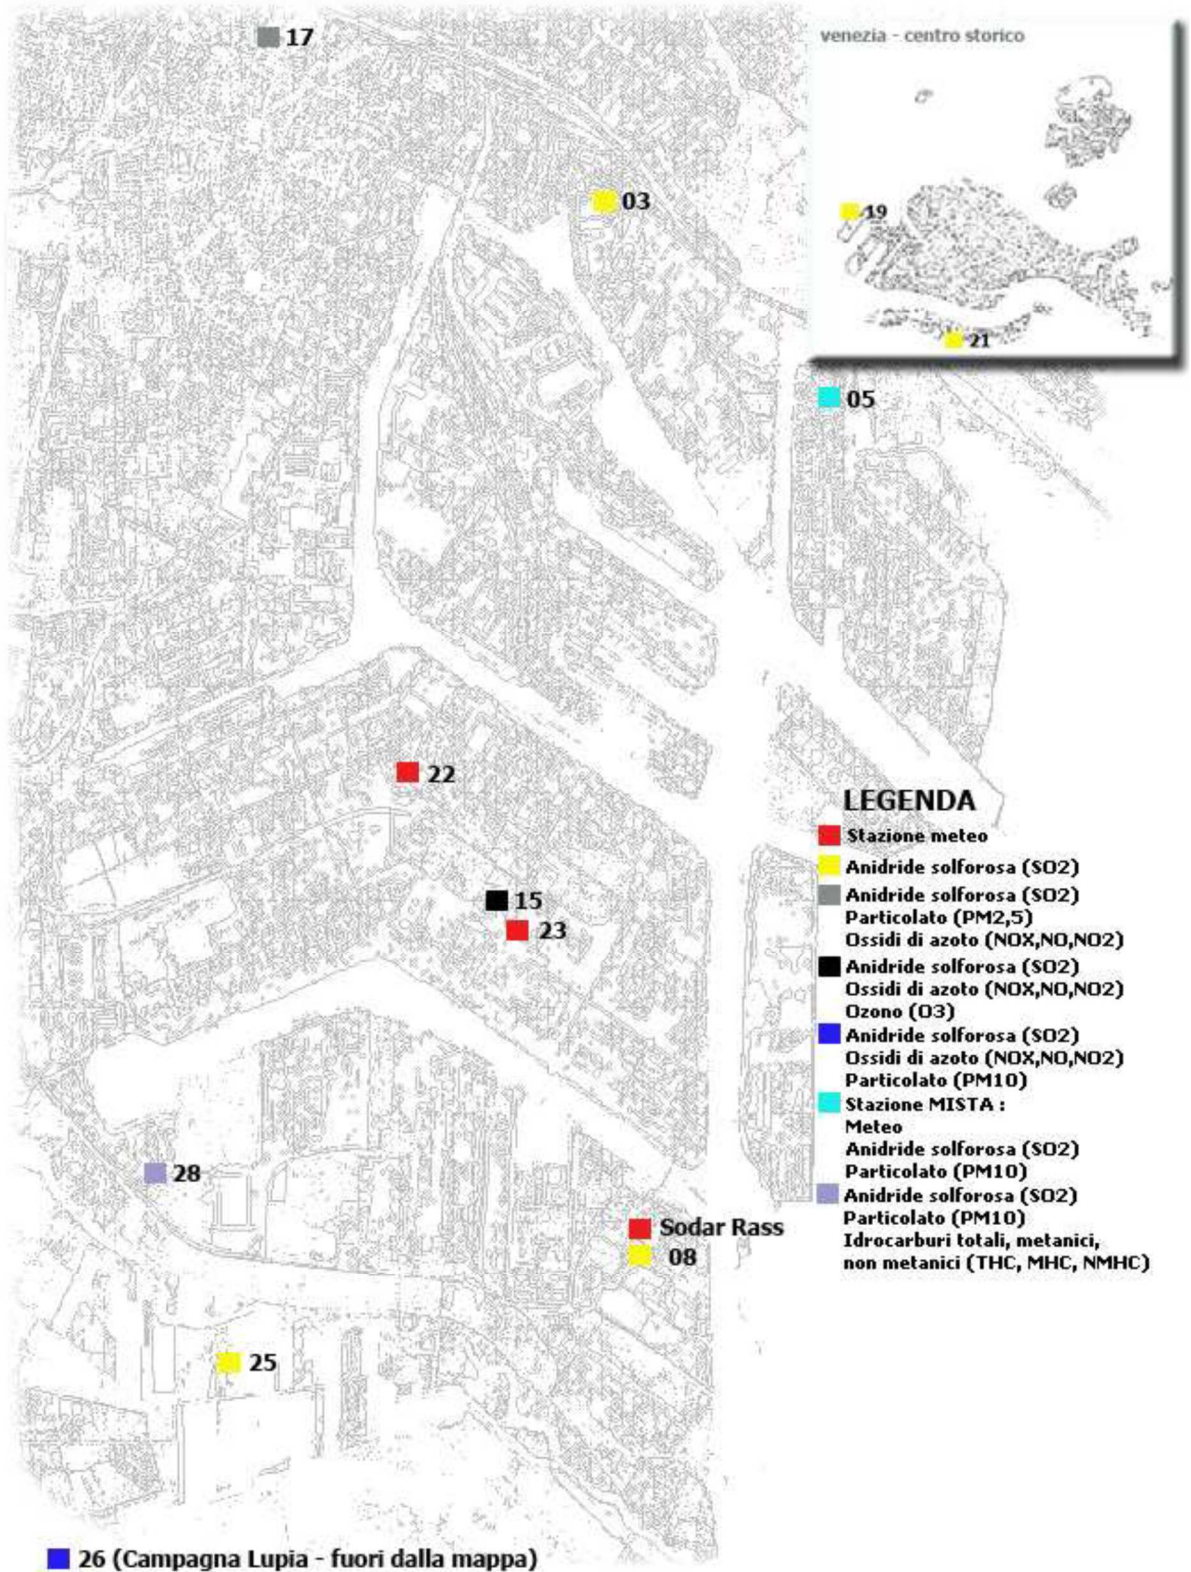 17
venezia - centro storico
03
19
21
05
22
15
23
28
Sodar Rass
08
25
26 (Campagna Lupia - fuori dalla mappa)
LEGENDA
Stazione meteo
Anidride solforosa (SO2)
Anidride solforosa (SO2)
Particolato (PM2,5)
Ossidi di azoto (NOX,NO,NO2)
Anidride solforosa (SO2)
Ossidi di azoto (NOX,NO,NO2)
Ozono (O3)
Anidride solforosa (SO2)
Ossidi di azoto (NOX,NO,NO2)
Particolato (PM10)
Stazione MISTA :
Meteo
Anidride solforosa (SO2)
Particolato (PM10)
Anidride solforosa (SO2)
Particolato (PM10)
Idrocarburi totali, metanici,
non metanici (THC, MHC, NMHC)